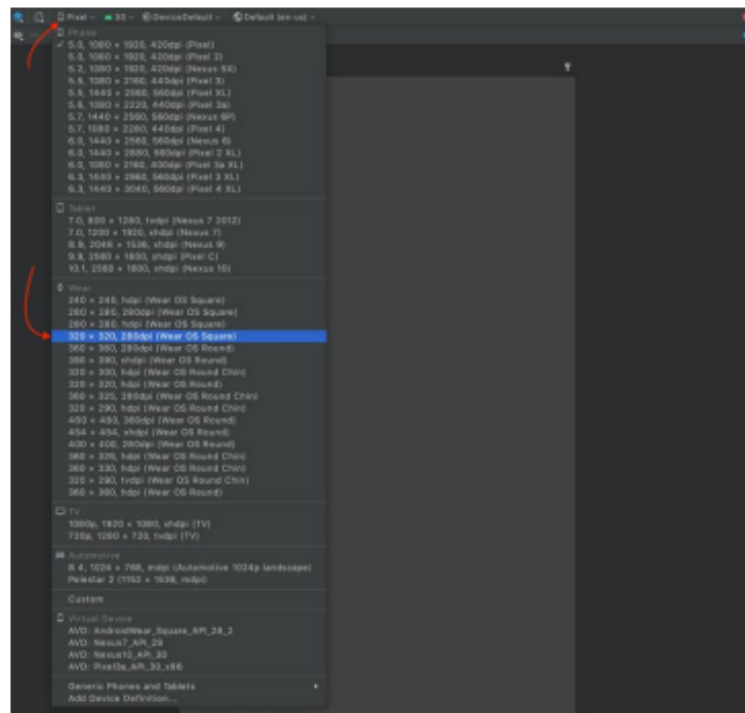 Pixel 30 DeviceDefault Default (en-us)
Phone
5.0, 1080 × 1920, 420dpi (Pixel)
5.0, 1080 × 1920, 420dpi (Pixel 2)
5.2, 1080 × 1920, 420dpi (Nexus 5X)
5.5, 1080 × 2160, 440dpi (Pixel 3)
5.5, 1440 × 2560, 560dpi (Pixel XL)
5.6, 1080 × 2220, 440dpi (Pixel 3a)
5.7, 1440 × 2560, 560dpi (Nexus 6P)
5.7, 1080 × 2280, 440dpi (Pixel 4)
6.0, 1440 × 2560, 560dpi (Nexus 6)
6.0, 1440 × 2880, 560dpi (Pixel 2 XL)
6.0, 1080 × 2160, 400dpi (Pixel 3a XL)
6.3, 1440 × 2960, 560dpi (Pixel 3 XL)
6.3, 1440 × 3040, 560dpi (Pixel 4 XL)
Tablet
7.0, 800 × 1280, tvdpi (Nexus 7 2012)
7.0, 1200 × 1920, xhdpi (Nexus 7)
8.9, 2048 × 1536, xhdpi (Nexus 9)
9.9, 2560 × 1800, xhdpi (Pixel C)
10.1, 2560 × 1600, xhdpi (Nexus 10)
Wear
240 × 240, hdpi (Wear OS Square)
280 × 280, 280dpi (Wear OS Square)
280 × 280, hdpi (Wear OS Square)
320 × 320, 280dpi (Wear OS Square)
360 × 360, 280dpi (Wear OS Round)
390 × 390, xhdpi (Wear OS Round)
320 × 300, hdpi (Wear OS Round Chin)
320 × 320, hdpi (Wear OS Round)
360 × 325, 280dpi (Wear OS Round Chin)
320 × 290, hdpi (Wear OS Round Chin)
480 × 480, 360dpi (Wear OS Round)
454 × 454, xhdpi (Wear OS Round)
400 × 400, 280dpi (Wear OS Round)
360 × 326, hdpi (Wear OS Round Chin)
360 × 330, hdpi (Wear OS Round Chin)
320 × 290, tvdpi (Wear OS Round Chin)
360 × 360, hdpi (Wear OS Round)
TV
1080p, 1920 × 1080, xhdpi (TV)
720p, 1280 × 720, tvdpi (TV)
Automotive
8.4, 1024 × 768, mdpi (Automotive 1024p landscape)
Polestar 2 (1152 × 1536, mdpi)
Custom
Virtual Device
AVD: AndroidWear_Square_API_28_2
AVD: Nexus7_API_29
AVD: Nexus10_API_30
AVD: Pixel3a_API_30_x86
Generic Phones and Tablets
Add Device Definition...